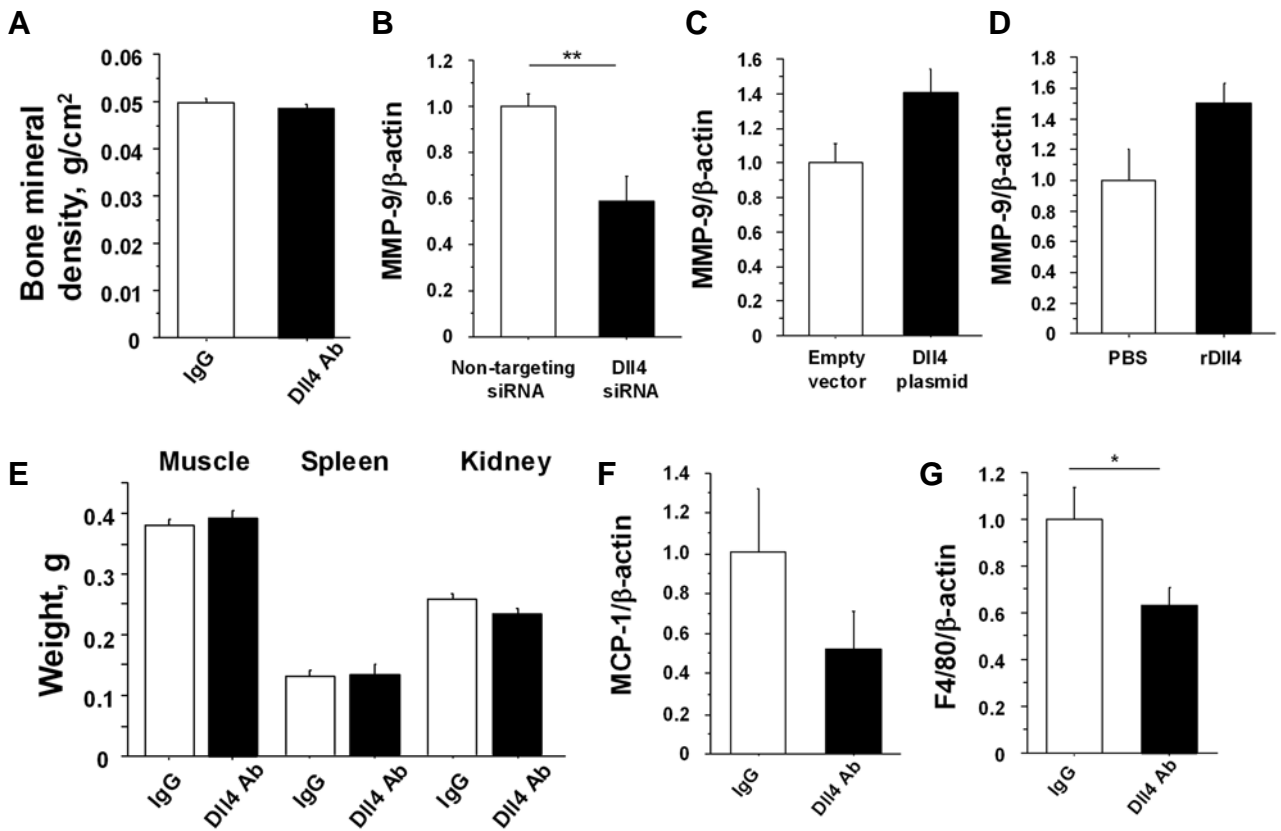 A
Bone mineral
density, g/cm2
0.06
0.05
0.04
0.03
0.02
0.01
0
IgG
Dll4 Ab
B
MMP-9/β-actin
1.2
1.0
0.8
0.6
0.4
0.2
0
**
Non-targeting
siRNA
Dll4
siRNA
C
MMP-9/β-actin
1.6
1.4
1.2
1.0
0.8
0.6
0.4
0.2
0
Empty
vector
Dll4
plasmid
D
MMP-9/β-actin
1.8
1.6
1.4
1.2
1.0
0.8
0.6
0.4
0.2
0
PBS
rDll4
E
Muscle Spleen Kidney
Weight, g
0.4
0.3
0.2
0.1
0
IgG
Dll4 Ab
IgG
Dll4 Ab
IgG
Dll4 Ab
F
MCP-1/β-actin
1.4
1.2
1.0
0.8
0.6
0.4
0.2
0
IgG
Dll4 Ab
G
F4/80/β-actin
1.2
1.0
0.8
0.6
0.4
0.2
0
*
IgG
Dll4 Ab